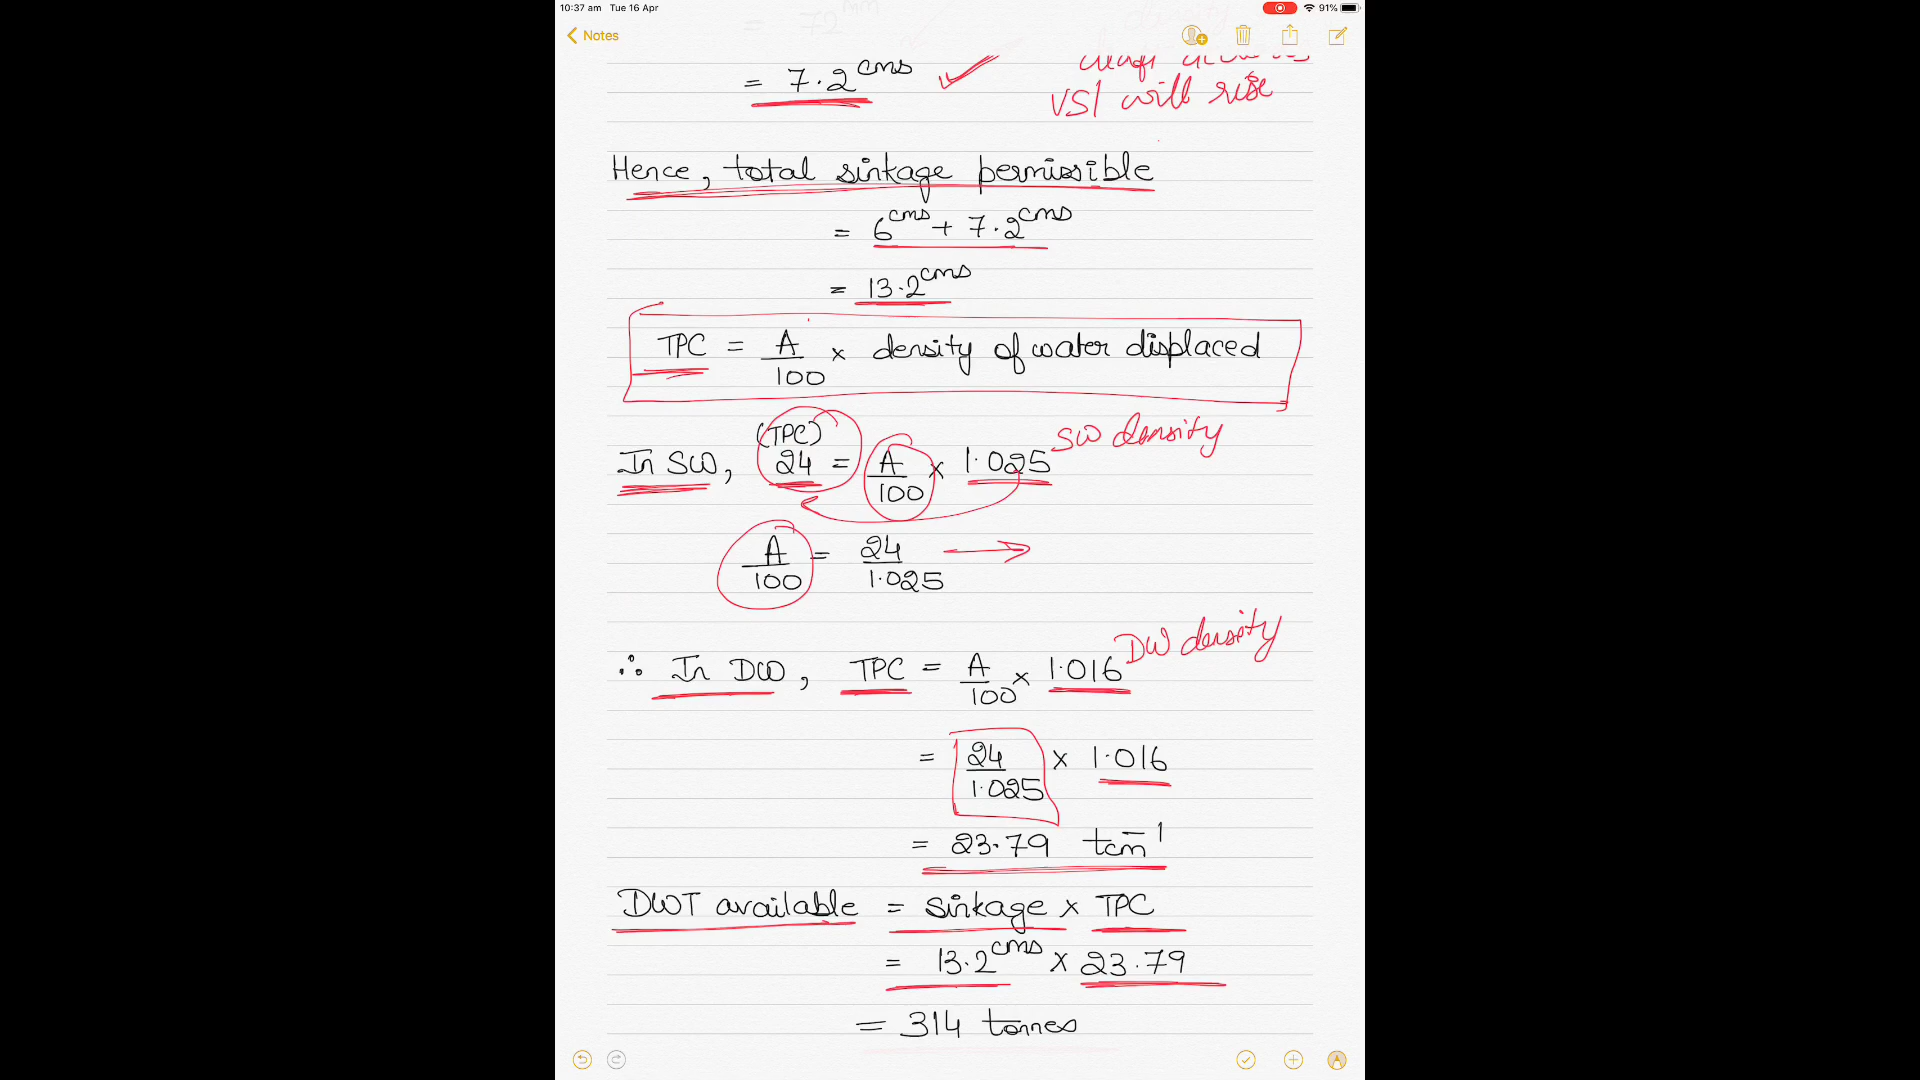 10:37 am Tue 16 Apr
91%
Notes
= 72 mm
= 7.2 cms
VSl will rise
Hence, total sinkage permissible
= 6 cms + 7.2 cms
= 13.2 cms
TPC = A/100 × density of water displaced
(TPC)
In SW, 24 = A/100 × 1.025 SW density
A/100 = 24/1.025
∴ In DW, TPC = A/100 × 1.016 DW density
= 24/1.025 × 1.016
= 23.79 tcm⁻¹
DWT available = sinkage × TPC
= 13.2 cms × 23.79
= 314 tonnes